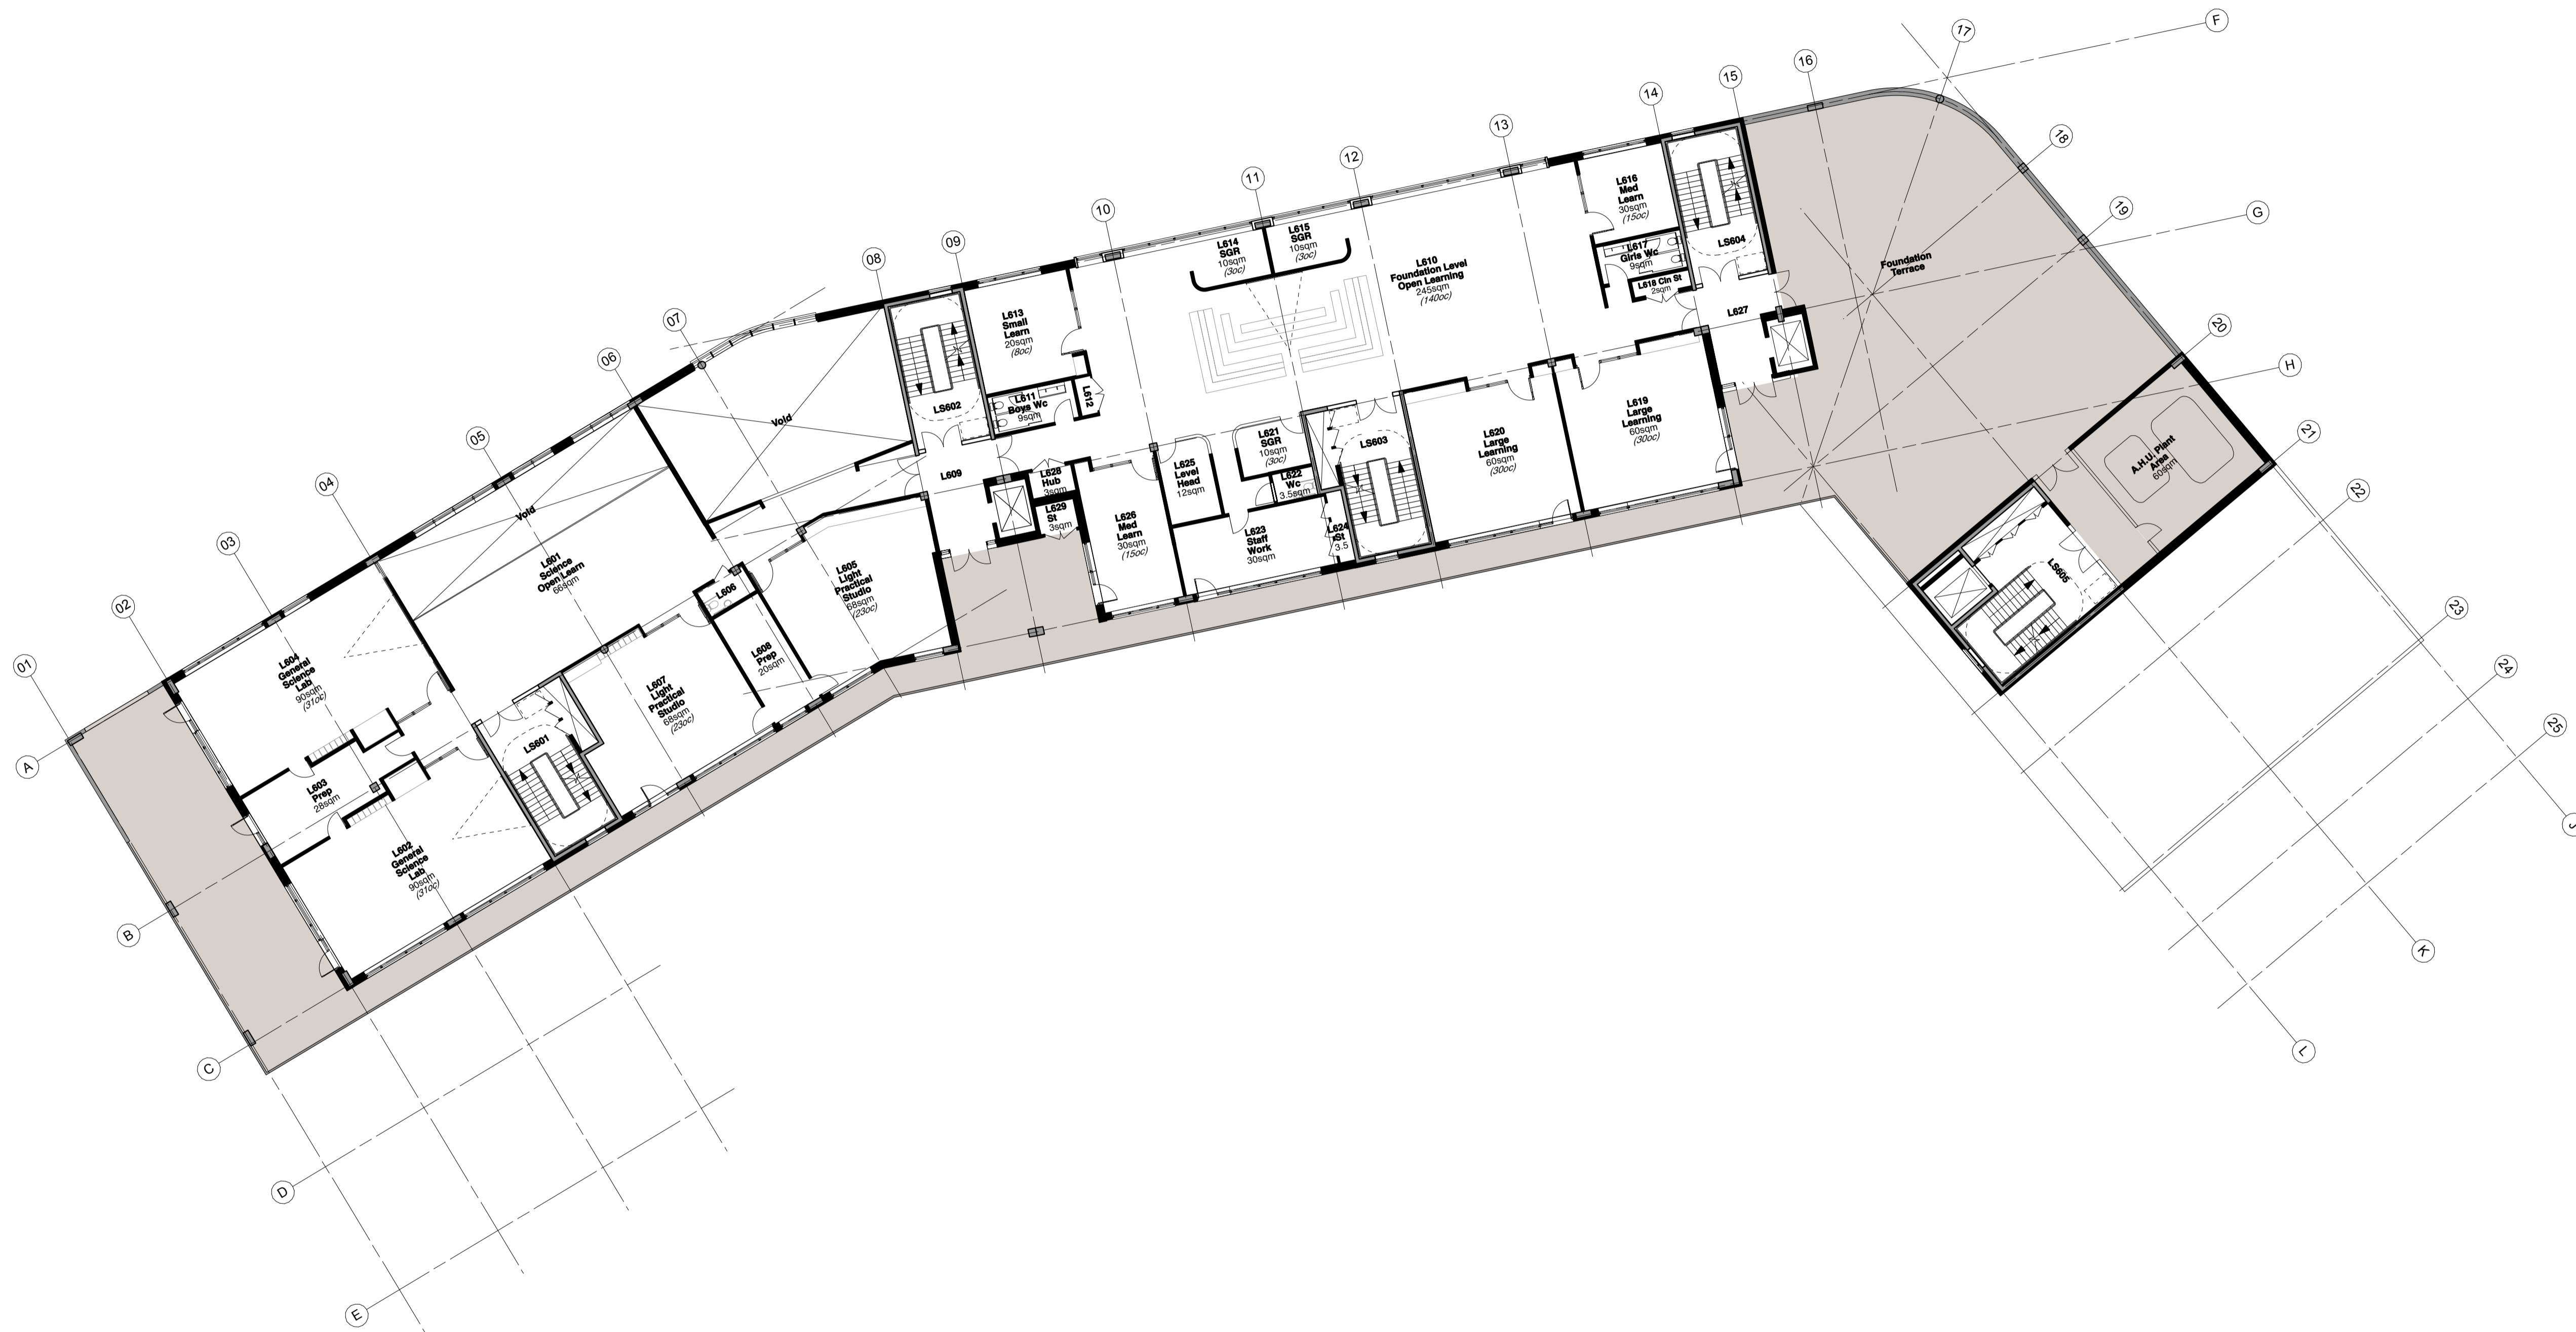 01
02
03
04
05
06
07
08
09
10
11
12
13
14
15
16
17
18
19
20
21
22
23
24
25
A
B
C
D
E
F
G
H
J
K
L
L604
General
Science
Lab
90sqm
(31oc)
L603
Prep
28sqm
L602
General
Science
Lab
90sqm
(31oc)
Void
L601
Science
Open Learn
66sqm
LS601
L607
Light
Practical
Studio
68sqm
(23oc)
L606
L608
Prep
20sqm
L605
Light
Practical
Studio
68sqm
(23oc)
Void
LS602
L609
L613
Small
Learn
20sqm
(8oc)
L611
Boys Wc
9sqm
L612
L628
Hub
3sqm
L629
St
3sqm
L626
Med
Learn
30sqm
(15oc)
L625
Level
Head
12sqm
L621
SGR
10sqm
(3oc)
L622
Wc
3.5sqm
L623
Staff
Work
30sqm
L624
St
3.5
LS603
L614
SGR
10sqm
(3oc)
L615
SGR
10sqm
(3oc)
L610
Foundation Level
Open Learning
245sqm
(140oc)
L620
Large
Learning
60sqm
(30oc)
L619
Large
Learning
60sqm
(30oc)
L616
Med
Learn
30sqm
(15oc)
L617
Girls Wc
9sqm
L618 Cln St
2sqm
LS604
L627
Foundation
Terrace
A.H.U. Plant
Area
60sqm
LS605